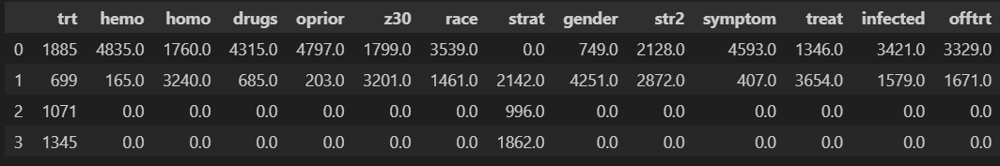 trt hemo homo drugs oprior z30 race strat gender str2 symptom treat infected offtrt
0 1885 4835.0 1760.0 4315.0 4797.0 1799.0 3539.0 0.0 749.0 2128.0 4593.0 1346.0 3421.0 3329.0
1 699 165.0 3240.0 685.0 203.0 3201.0 1461.0 2142.0 4251.0 2872.0 407.0 3654.0 1579.0 1671.0
2 1071 0.0 0.0 0.0 0.0 0.0 0.0 996.0 0.0 0.0 0.0 0.0 0.0 0.0
3 1345 0.0 0.0 0.0 0.0 0.0 0.0 1862.0 0.0 0.0 0.0 0.0 0.0 0.0